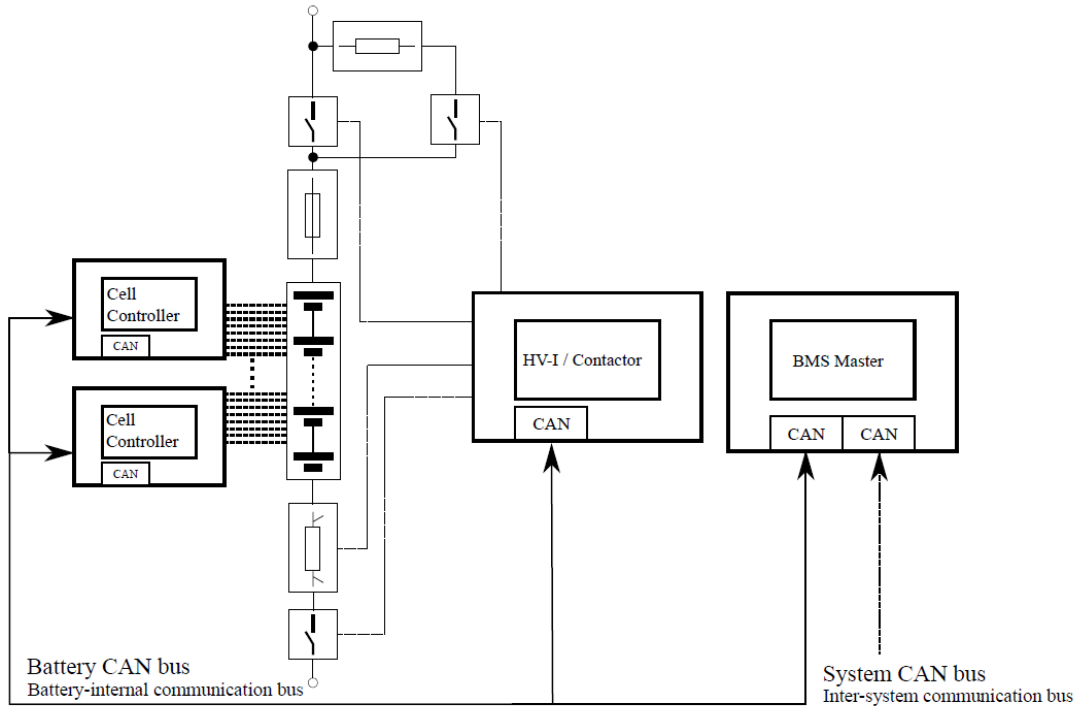 Cell
Controller
CAN
Cell
Controller
CAN
HV-I / Contactor
CAN
BMS Master
CAN
CAN
Battery CAN bus
Battery-internal communication bus
System CAN bus
Inter-system communication bus